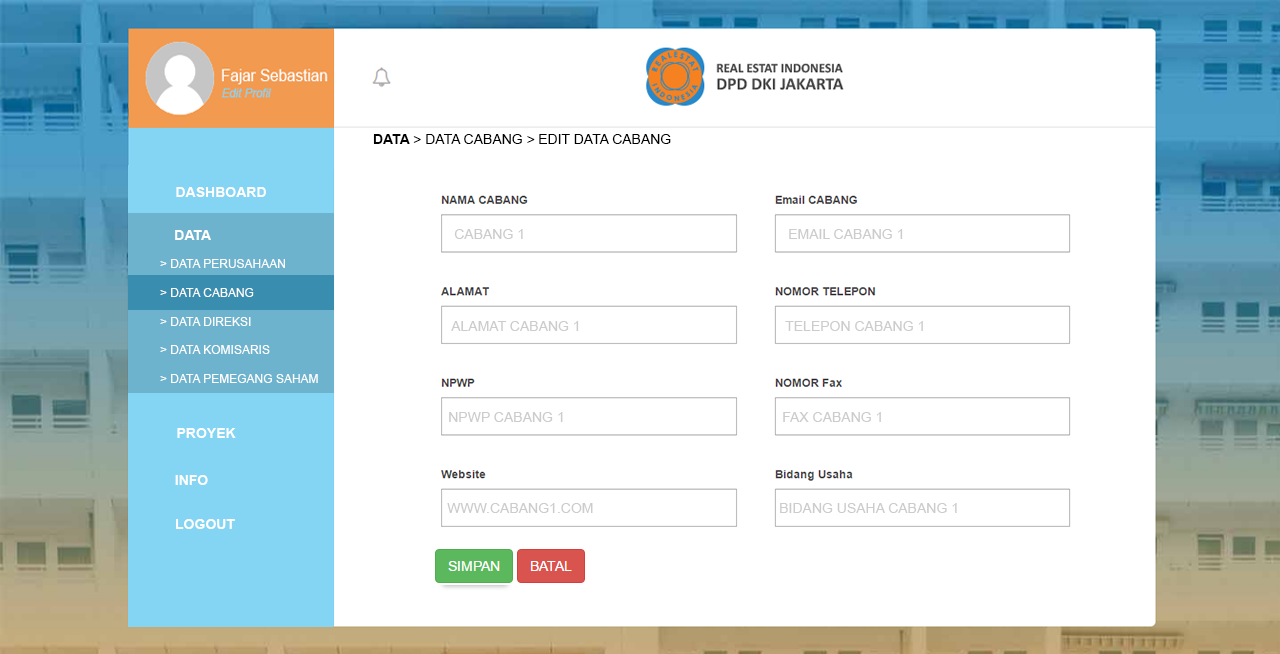 Fajar Sebastian
Edit Profil
REALESTAT
INDONESIA
REAL ESTAT INDONESIA
DPD DKI JAKARTA
DATA > DATA CABANG > EDIT DATA CABANG
DASHBOARD
DATA
> DATA PERUSAHAAN
> DATA CABANG
> DATA DIREKSI
> DATA KOMISARIS
> DATA PEMEGANG SAHAM
PROYEK
INFO
LOGOUT
NAMA CABANG
CABANG 1
Email CABANG
EMAIL CABANG 1
ALAMAT
ALAMAT CABANG 1
NOMOR TELEPON
TELEPON CABANG 1
NPWP
NPWP CABANG 1
NOMOR Fax
FAX CABANG 1
Website
WWW.CABANG1.COM
Bidang Usaha
BIDANG USAHA CABANG 1
SIMPAN
BATAL